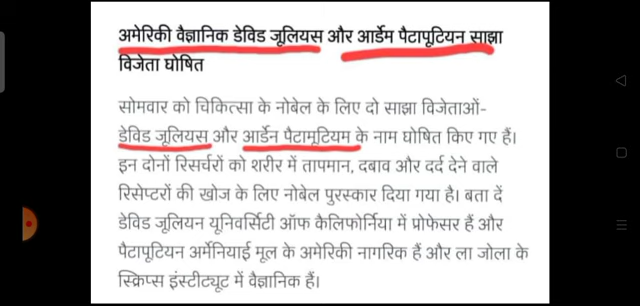 अमेरिकी वैज्ञानिक डेविड जूलियस और आर्डेम पैटापूटियन साझा
विजेता घोषित
सोमवार को चिकित्सा के नोबेल के लिए दो साझा विजेताओं-
डेविड जूलियस और आर्डेन पैटामूटियम के नाम घोषित किए गए हैं।
इन दोनों रिसर्चरों को शरीर में तापमान, दबाव और दर्द देने वाले
रिसेप्टरों की खोज के लिए नोबेल पुरस्कार दिया गया है। बता दें
डेविड जूलियन यूनिवर्सिटी ऑफ कैलिफोर्निया में प्रोफेसर हैं और
पैटापूटियन अर्मेनियाई मूल के अमेरिकी नागरिक हैं और ला जोला के
स्क्रिप्स इंस्टीट्यूट में वैज्ञानिक हैं।